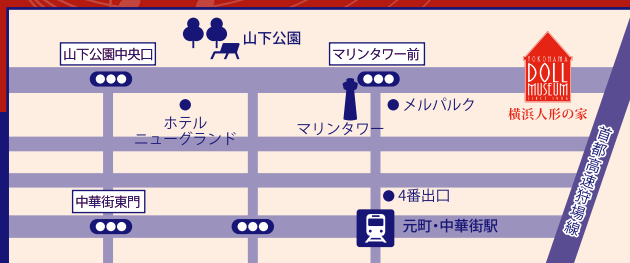 山下公園
山下公園中央口
マリンタワー前
YOKOHAMA
DOLL
MUSEUM
SINCE 1986
横浜人形の家
メルパルク
ホテル
ニューグランド
マリンタワー
首都高速狩場線
4番出口
中華街東門
元町・中華街駅